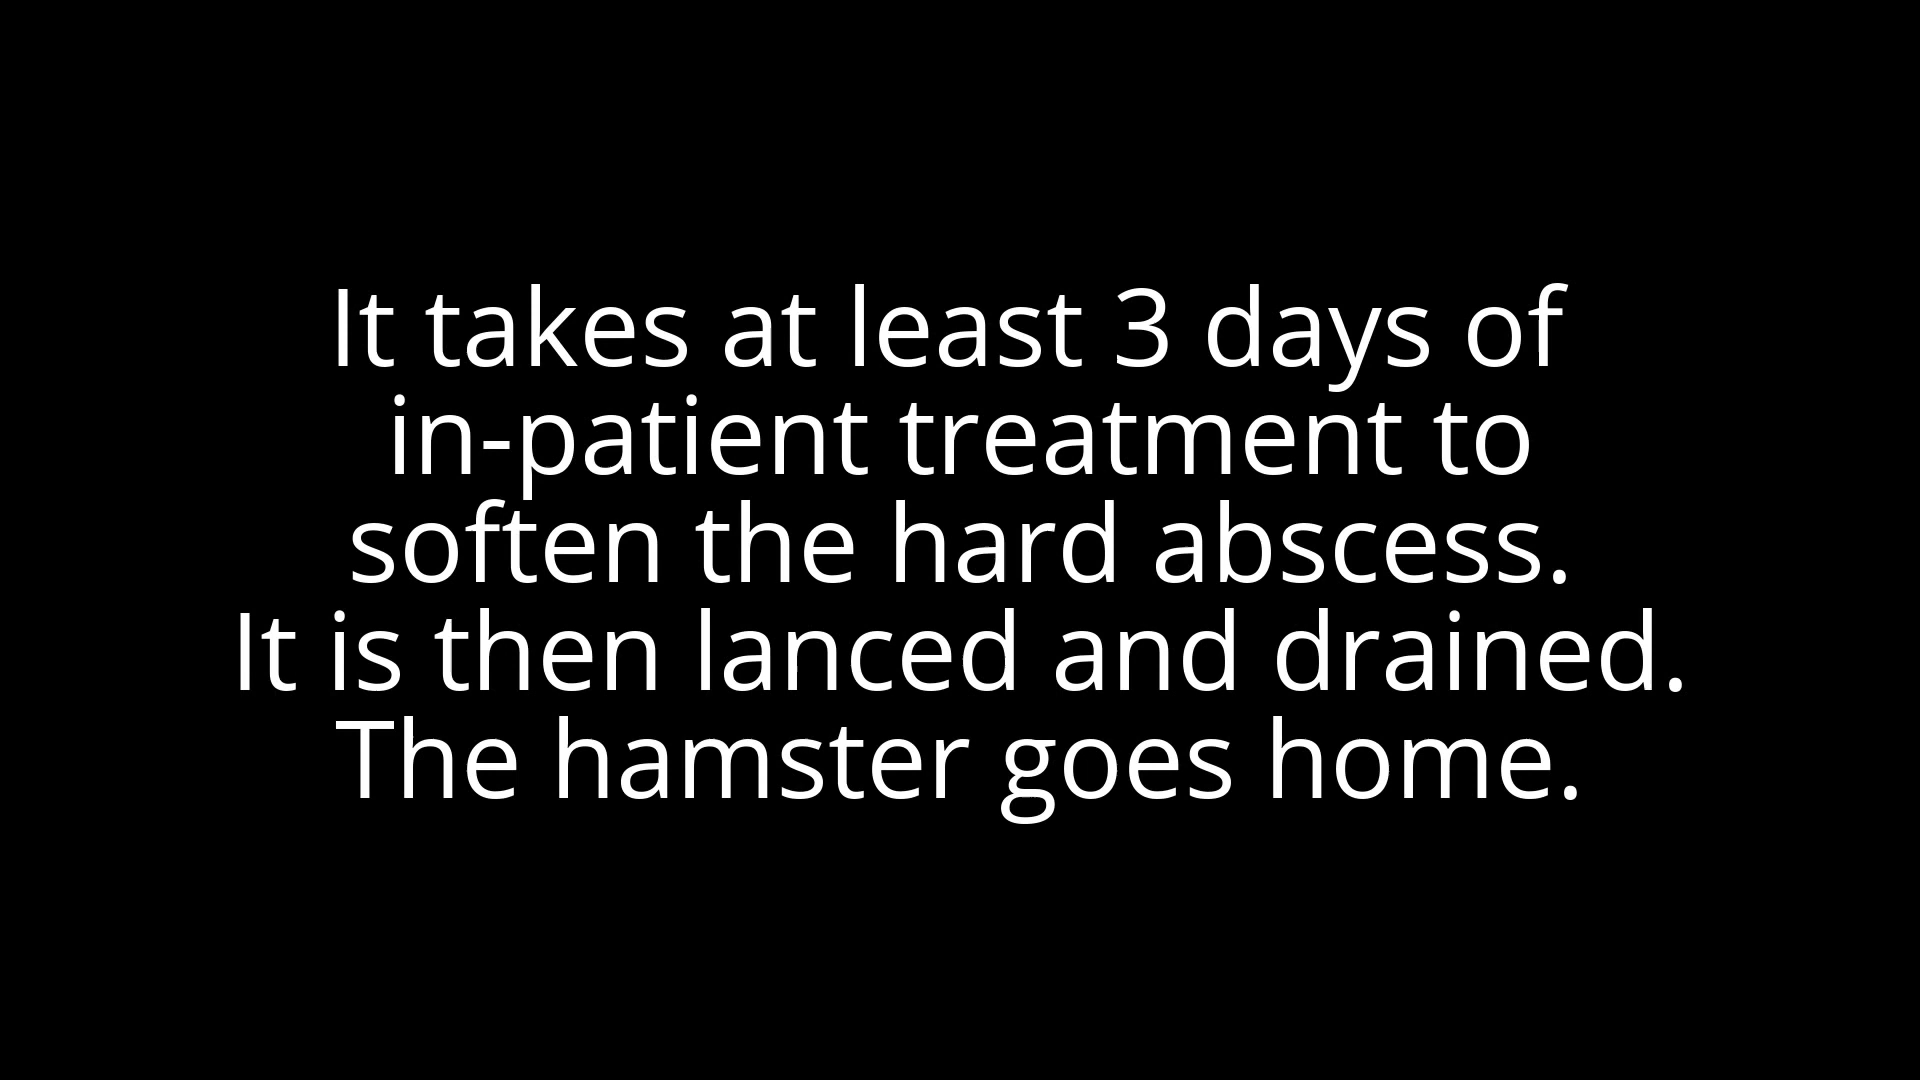 It takes at least 3 days of
in-patient treatment to
soften the hard abscess.
It is then lanced and drained.
The hamster goes home.